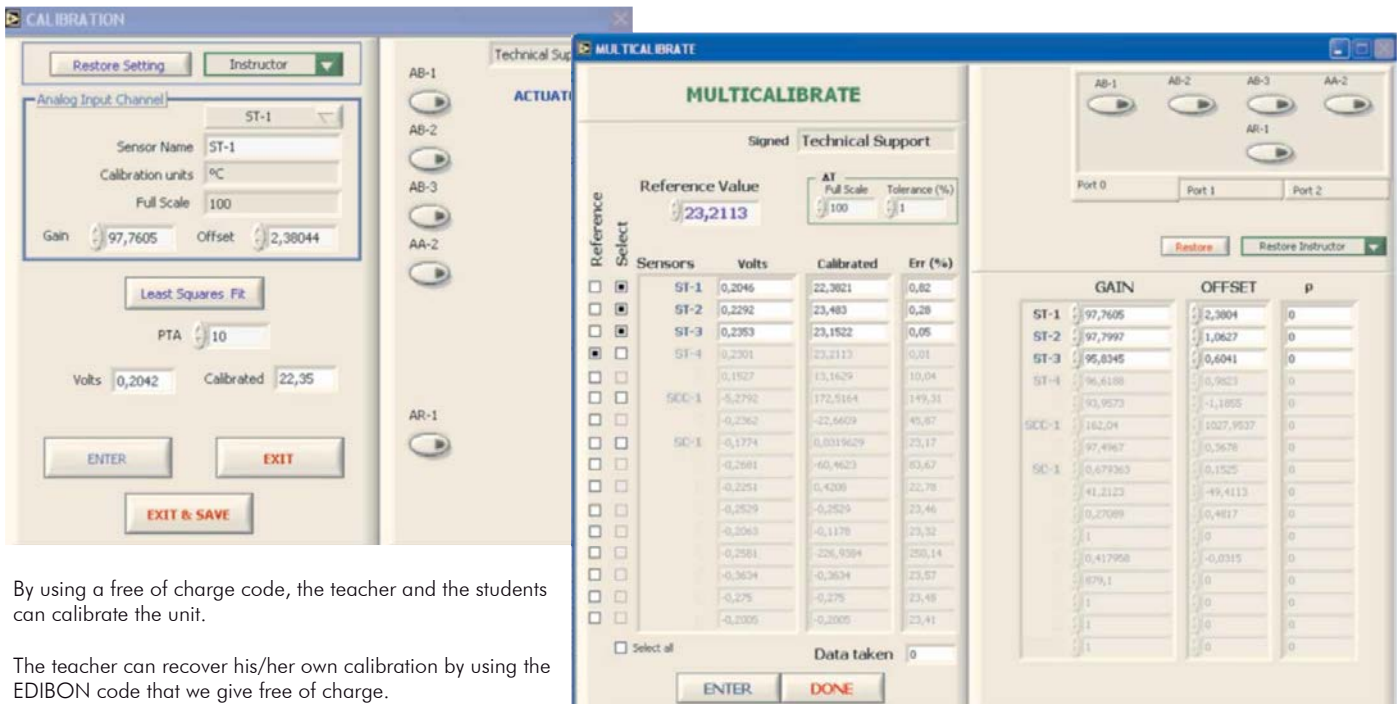 CALIBRATION
Restore Setting
Instructor
Analog Input Channel
ST-1
Sensor Name ST-1
Calibration units ºC
Full Scale 100
Gain 97,7605 Offset 2,38044
Least Squares Fit
PTA 10
Volts 0,2042 Calibrated 22,35
ENTER EXIT
EXIT & SAVE
Technical Sup
ACTUAT
AB-1
AB-2
AB-3
AA-2
AR-1
By using a free of charge code, the teacher and the students
can calibrate the unit.
The teacher can recover his/her own calibration by using the
EDIBON code that we give free of charge.
MULTICALIBRATE
MULTICALIBRATE
Signed Technical Support
Reference Value
23,2113
Full Scale Tolerance (%)
100 1
Reference
Select
Sensors Volts Calibrated Err (%)
ST-1 0,2046 22,3821 0,82
ST-2 0,2292 23,483 0,28
ST-3 0,2353 23,1522 0,05
ST-4 0,2301 23,2113 0,01
0,1527 13,1629 10,04
SCC-1 -5,2792 172,5164 149,31
-0,2362 -22,6609 45,87
SC-1 -0,1774 0,0319629 23,17
-0,2681 -60,4623 83,67
-0,2251 0,4208 22,78
-0,2529 -0,2529 23,46
-0,2063 -0,1178 23,32
-0,2581 -226,9384 250,14
-0,3634 -0,3634 23,57
-0,275 -0,275 23,48
-0,2005 -0,2005 23,41
Select all
Data taken 0
ENTER DONE
AB-1 AB-2 AB-3 AA-2
AR-1
Port 0 Port 1 Port 2
Restore Restore Instructor
GAIN OFFSET ρ
ST-1 97,7605 2,3804 0
ST-2 97,7997 1,0627 0
ST-3 95,8345 0,6041 0
ST-4 96,6188 0,9823 0
93,9573 -1,1855 0
SCC-1 162,04 1027,9537 0
97,4967 0,3678 0
SC-1 0,679363 0,1525 0
41,2123 -49,4113 0
0,27089 0,4817 0
1 0 0
0,417958 -0,0315 0
879,1 0 0
1 0 0
1 0 0
1 0 0